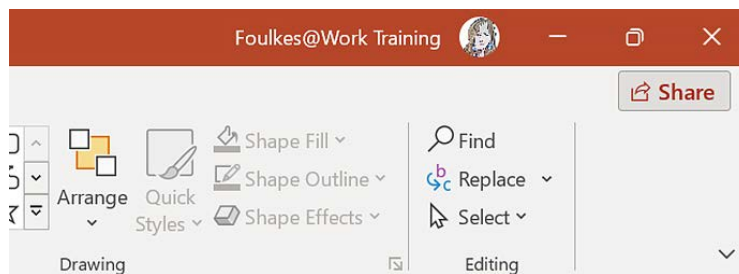 Foulkes@Work Training
Share
Shape Fill
Find
Shape Outline
Replace
Arrange
Quick
Styles
Shape Effects
Select
Drawing
Editing